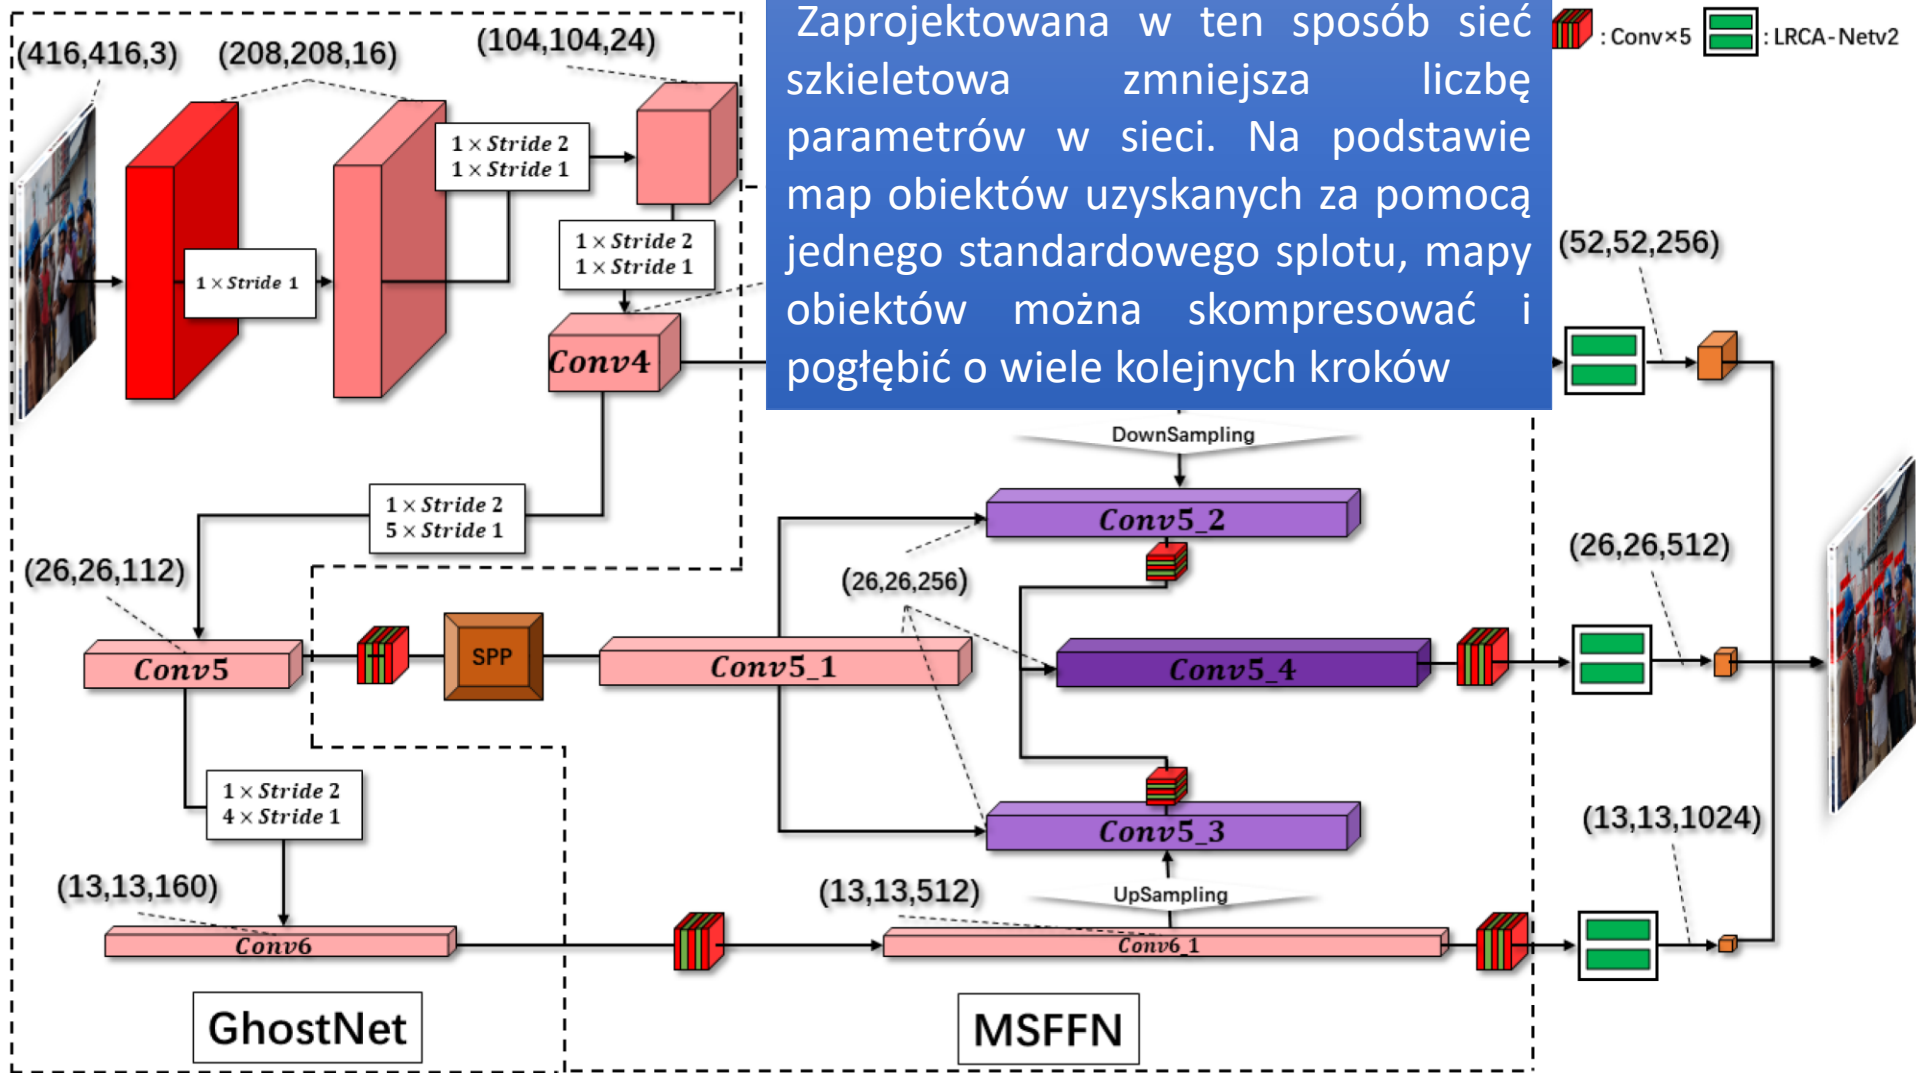 (416,416,3)
(208,208,16)
(104,104,24)
Zaprojektowana w ten sposób sieć
szkieletowa zmniejsza liczbę
parametrów w sieci. Na podstawie
map obiektów uzyskanych za pomocą
jednego standardowego splotu, mapy
obiektów można skompresować i
pogłębić o wiele kolejnych kroków
: Conv×5
: LRCA-Netv2
1 × Stride 2
1 × Stride 1
1 × Stride 1
1 × Stride 2
1 × Stride 1
Conv4
(52,52,256)
DownSampling
1 × Stride 2
5 × Stride 1
Conv5_2
(26,26,112)
(26,26,256)
(26,26,512)
Conv5
SPP
Conv5_1
Conv5_4
1 × Stride 2
4 × Stride 1
Conv5_3
(13,13,1024)
(13,13,160)
(13,13,512)
UpSampling
Conv6
Conv6_1
GhostNet
MSFFN